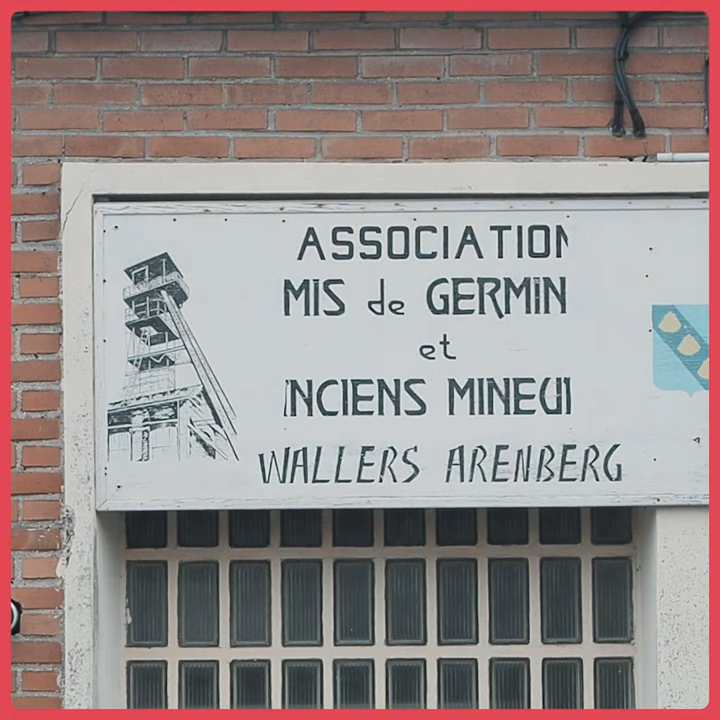 ASSOCIATION
MIS de GERMIN
et
NCIENS MINEU
WALLERS ARENBERG